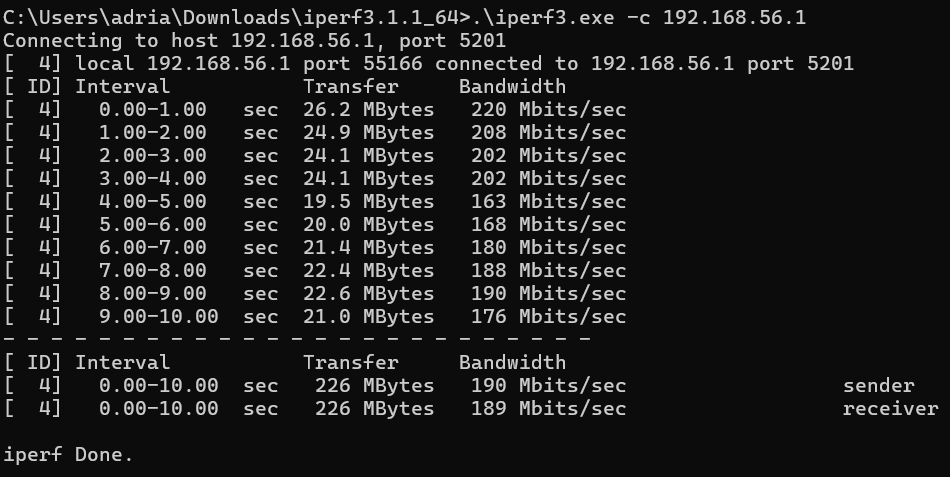 C:\Users\adria\Downloads\iperf3.1.1_64>.\iperf3.exe -c 192.168.56.1
Connecting to host 192.168.56.1, port 5201
[  4] local 192.168.56.1 port 55166 connected to 192.168.56.1 port 5201
[ ID] Interval           Transfer     Bandwidth
[  4]   0.00-1.00   sec  26.2 MBytes   220 Mbits/sec
[  4]   1.00-2.00   sec  24.9 MBytes   208 Mbits/sec
[  4]   2.00-3.00   sec  24.1 MBytes   202 Mbits/sec
[  4]   3.00-4.00   sec  24.1 MBytes   202 Mbits/sec
[  4]   4.00-5.00   sec  19.5 MBytes   163 Mbits/sec
[  4]   5.00-6.00   sec  20.0 MBytes   168 Mbits/sec
[  4]   6.00-7.00   sec  21.4 MBytes   180 Mbits/sec
[  4]   7.00-8.00   sec  22.4 MBytes   188 Mbits/sec
[  4]   8.00-9.00   sec  22.6 MBytes   190 Mbits/sec
[  4]   9.00-10.00  sec  21.0 MBytes   176 Mbits/sec
- - - - - - - - - - - - - - - - - - - - - - - - -
[ ID] Interval           Transfer     Bandwidth
[  4]   0.00-10.00  sec   226 MBytes   190 Mbits/sec                  sender
[  4]   0.00-10.00  sec   226 MBytes   189 Mbits/sec                  receiver
iperf Done.